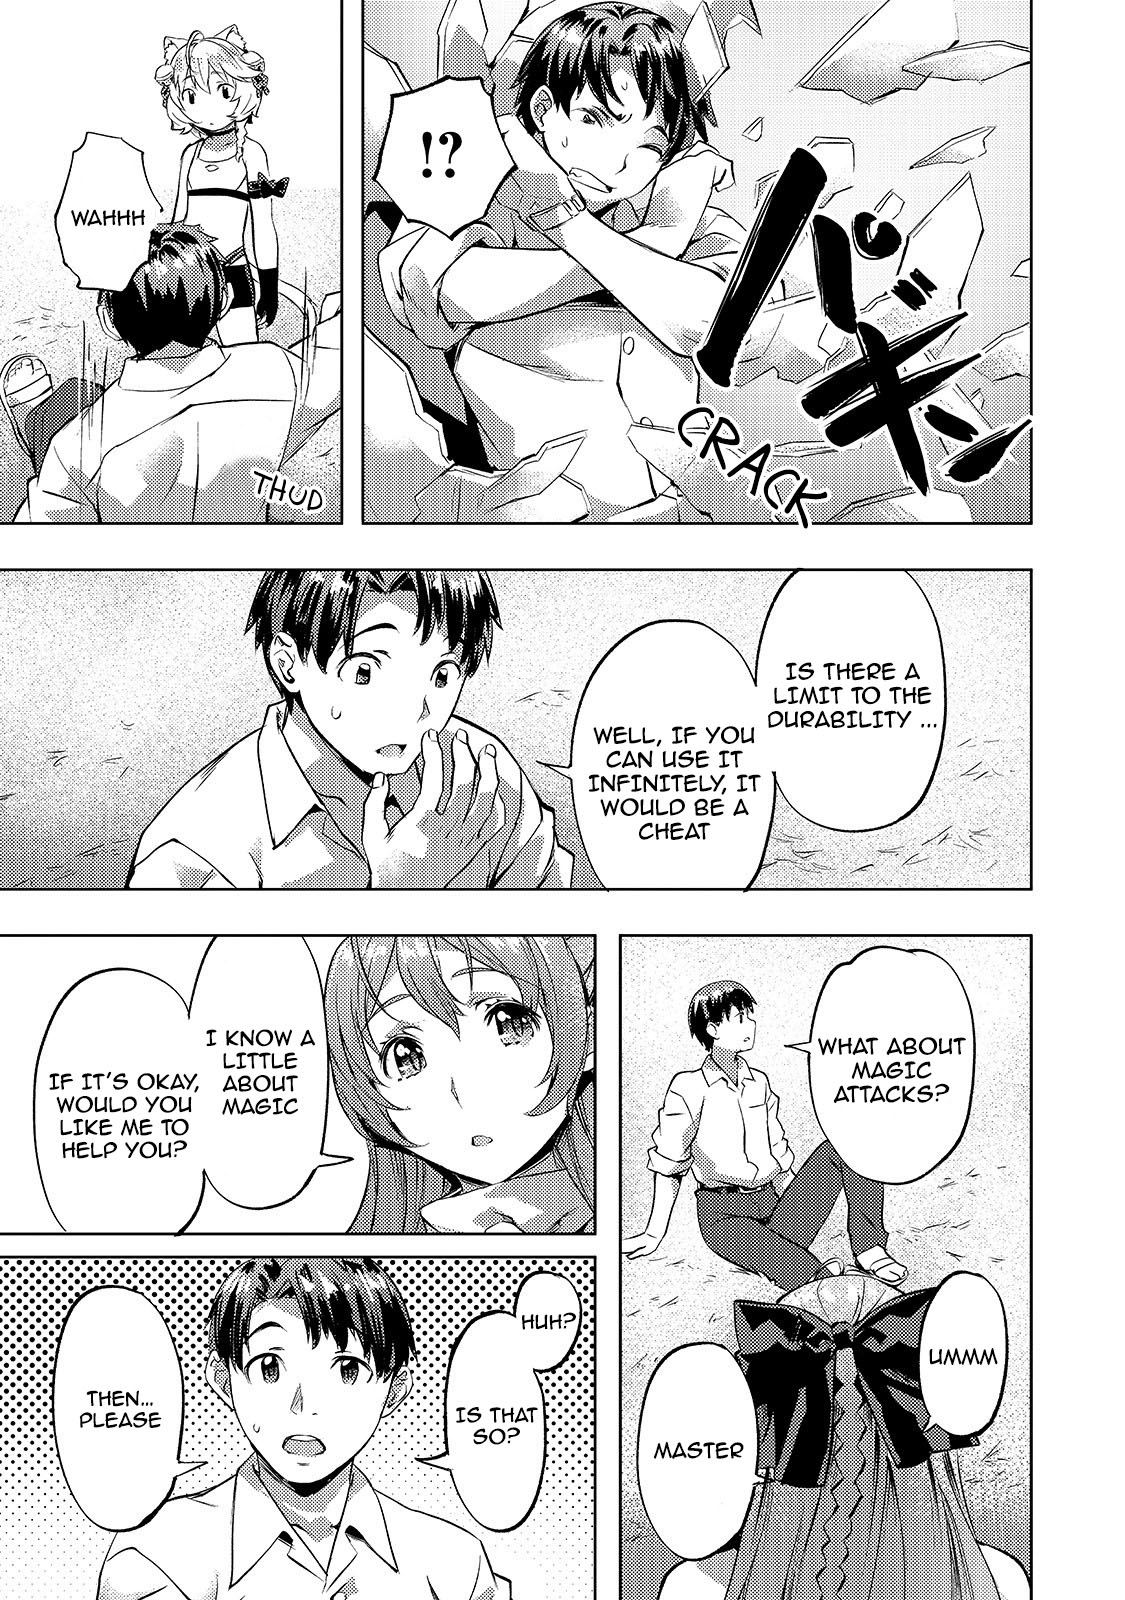 !?
バキッ
CRACK
WAHHH
THUD
IS THERE A
LIMIT TO THE
DURABILITY ...
WELL, IF YOU
CAN USE IT
INFINITELY, IT
WOULD BE A
CHEAT
WHAT ABOUT
MAGIC
ATTACKS?
UMMM
MASTER
I KNOW A
LITTLE
ABOUT
MAGIC
IF IT'S OKAY,
WOULD YOU
LIKE ME TO
HELP YOU?
HUH?
IS THAT
SO?
THEN...
PLEASE